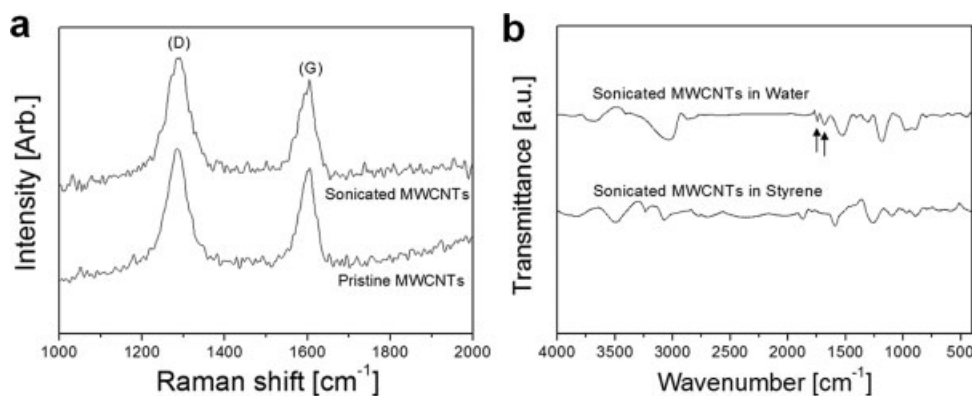 a
(D)
(G)
Intensity [Arb.]
Sonicated MWCNTs
Pristine MWCNTs
1000 1200 1400 1600 1800 2000
Raman shift [cm⁻¹]
b
Transmittance [a.u.]
Sonicated MWCNTs in Water
Sonicated MWCNTs in Styrene
4000 3500 3000 2000 1500 1000 500
Wavenumber [cm⁻¹]